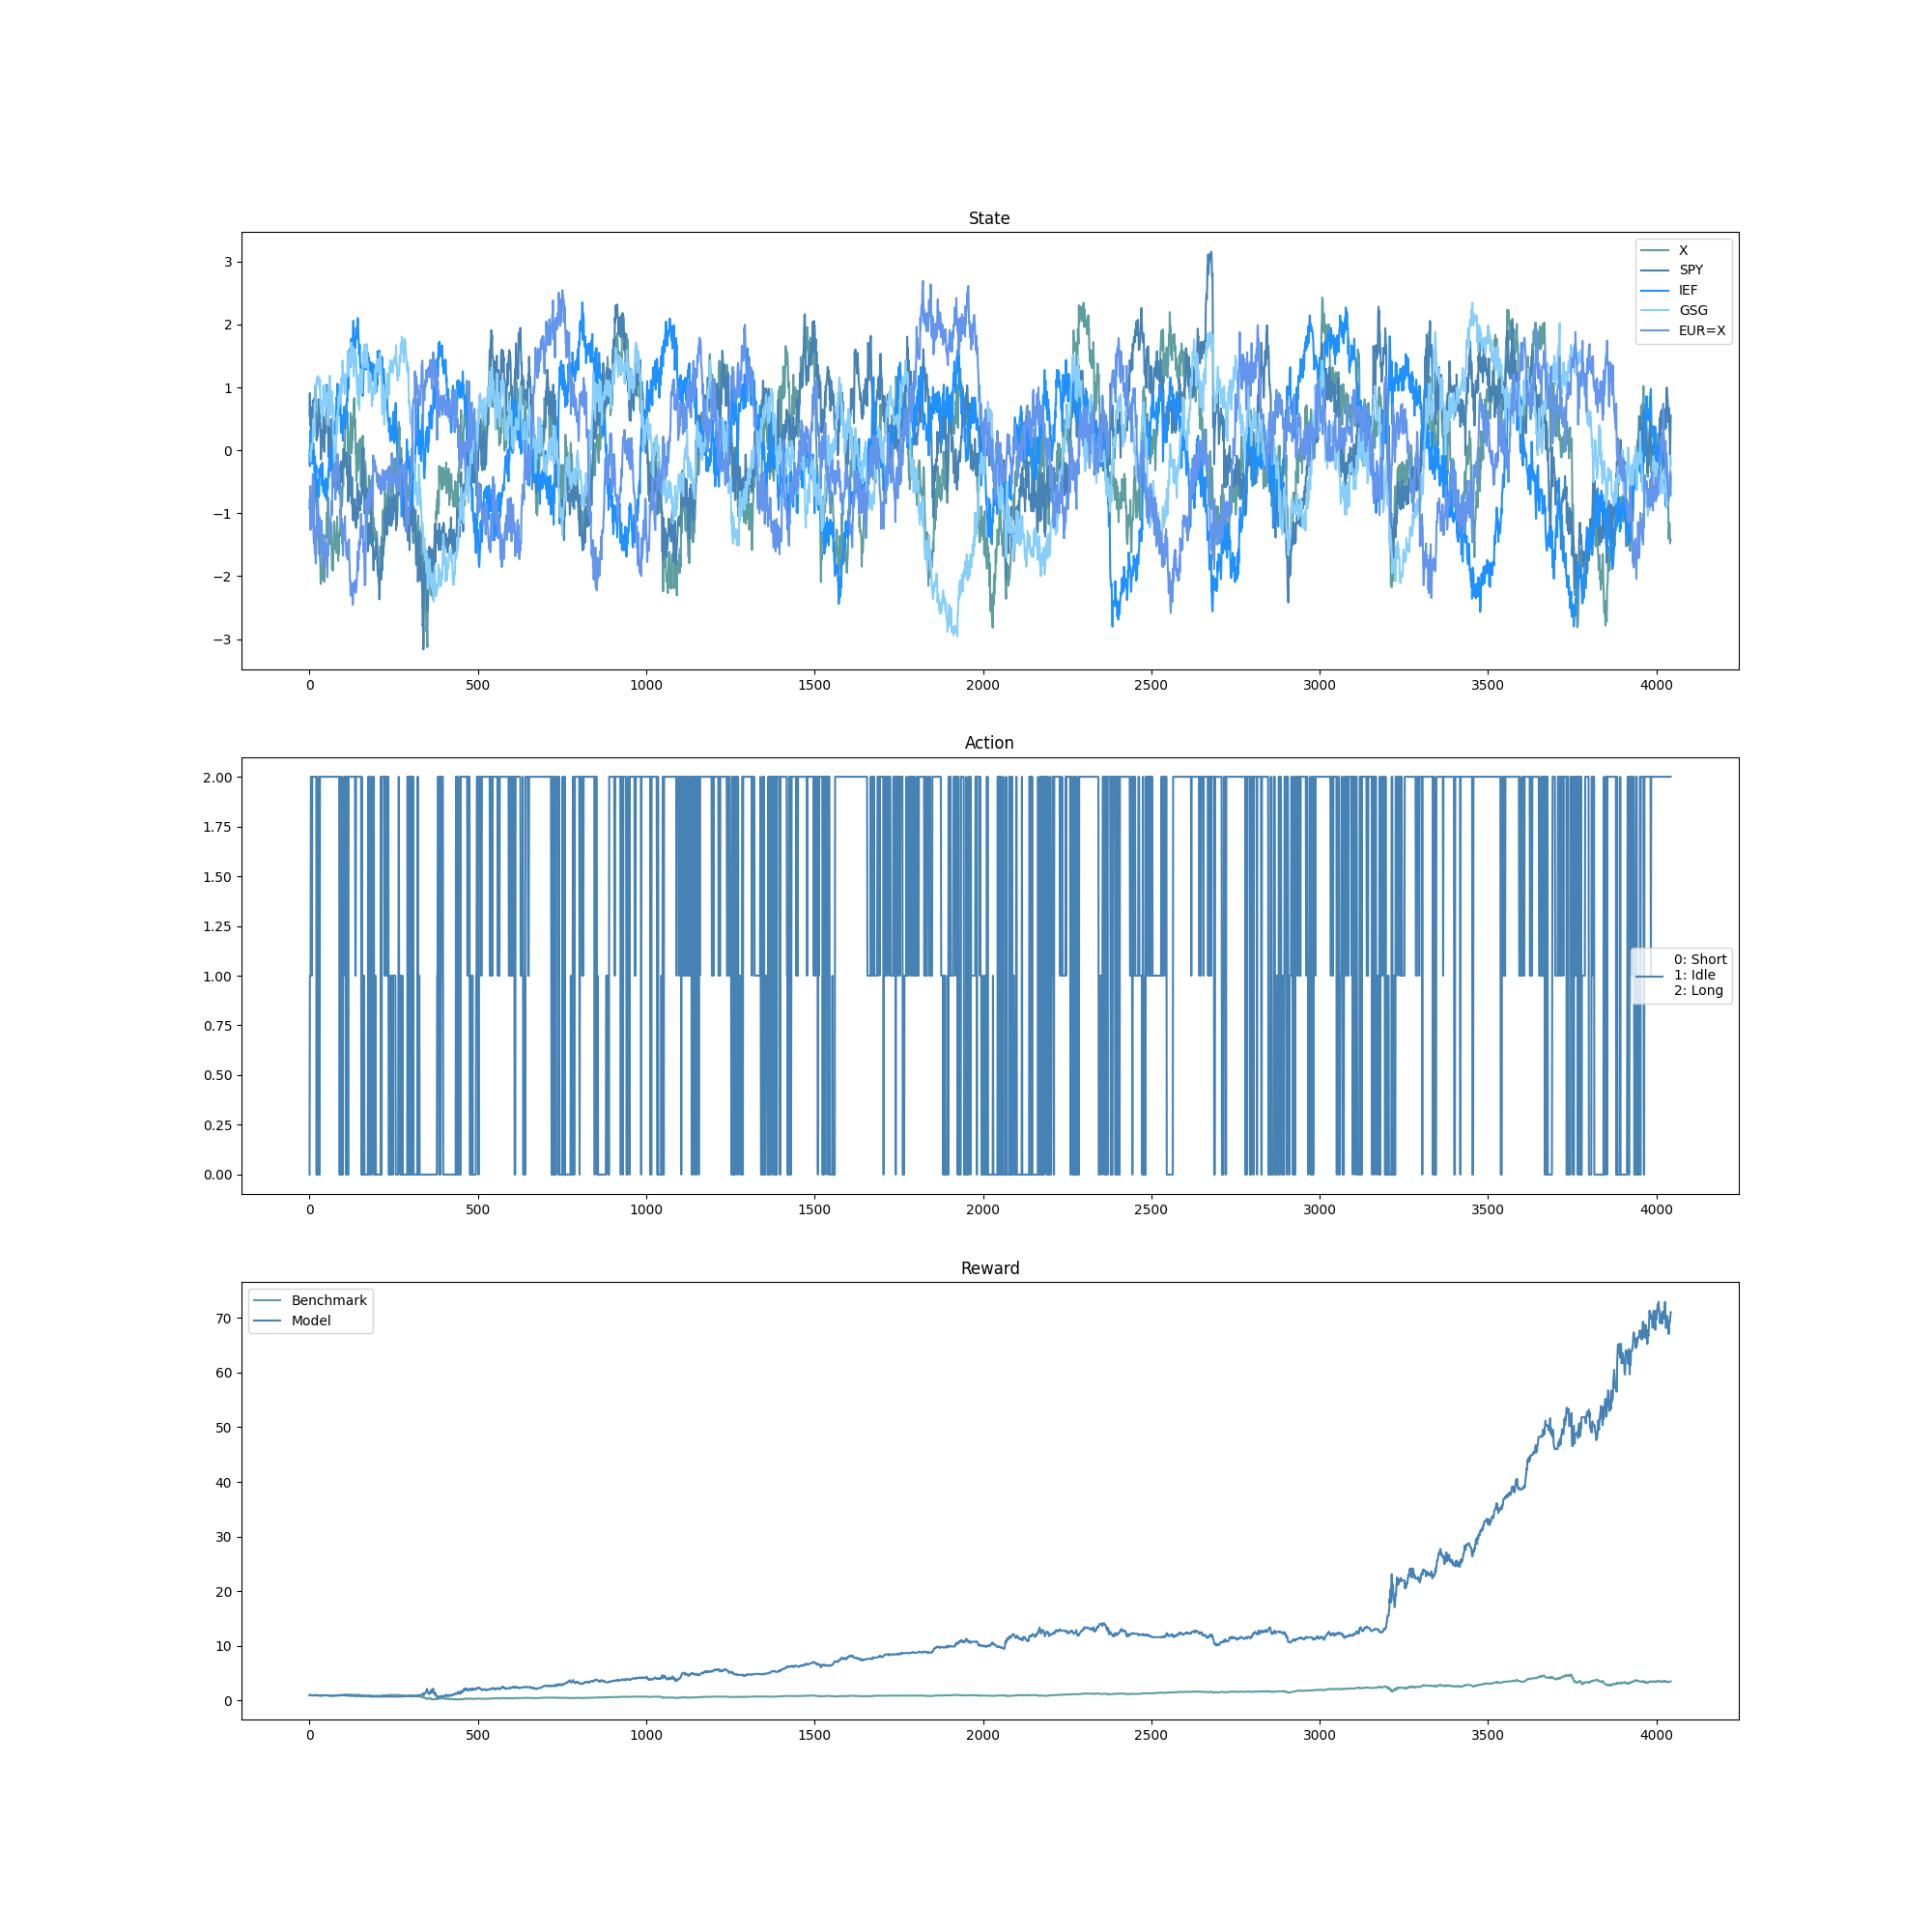 State
3
2
1
0
−1
−2
−3
X
SPY
IEF
GSG
EUR=X
0 500 1000 1500 2000 2500 3000 3500 4000
Action
2.00
1.75
1.50
1.25
1.00
0.75
0.50
0.25
0.00
0: Short
1: Idle
2: Long
0 500 1000 1500 2000 2500 3000 3500 4000
Reward
Benchmark
Model
70
60
50
40
30
20
10
0
0 500 1000 1500 2000 2500 3000 3500 4000